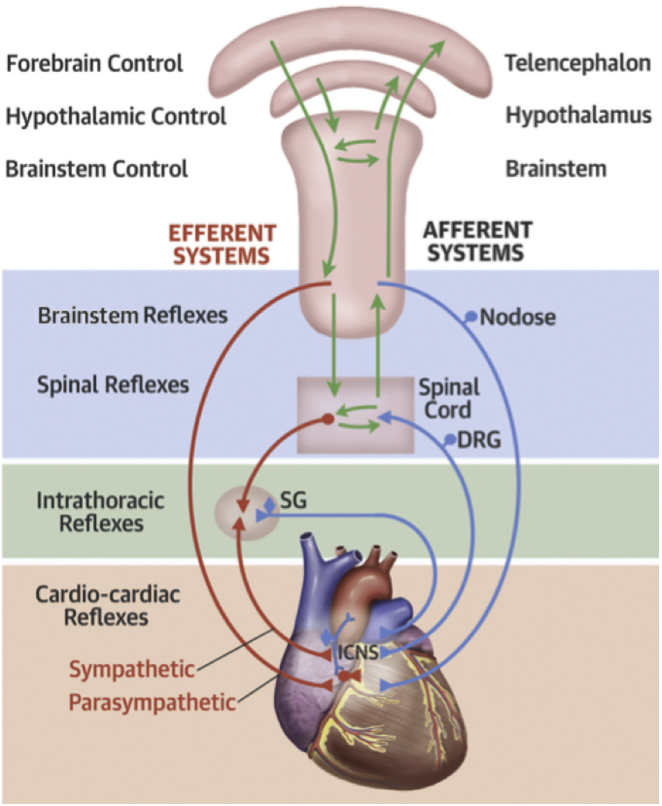 Forebrain Control
Telencephalon
Hypothalamic Control
Hypothalamus
Brainstem Control
Brainstem
EFFERENT
SYSTEMS
AFFERENT
SYSTEMS
Brainstem Reflexes
Nodose
Spinal Reflexes
Spinal
Cord
DRG
Intrathoracic
Reflexes
SG
Cardio-cardiac
Reflexes
ICNS
Sympathetic
Parasympathetic